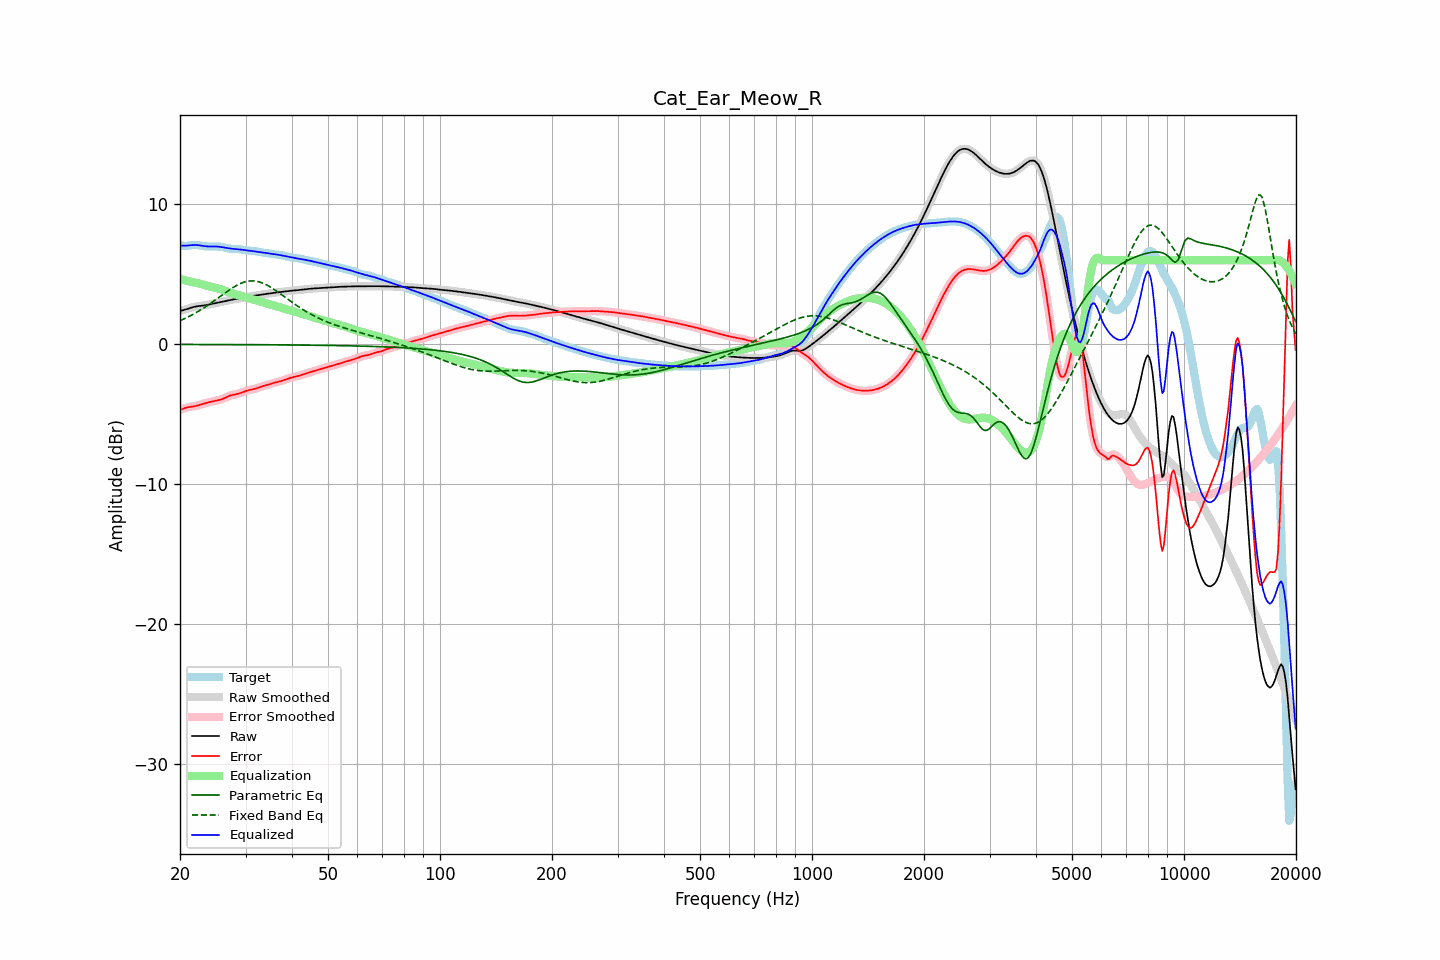 Cat_Ear_Meow_R
Amplitude (dBr)
10
0
−10
−20
−30
Target
Raw Smoothed
Error Smoothed
Raw
Error
Equalization
Parametric Eq
Fixed Band Eq
Equalized
20 50 100 200 500 1000 2000 5000 10000 20000
Frequency (Hz)